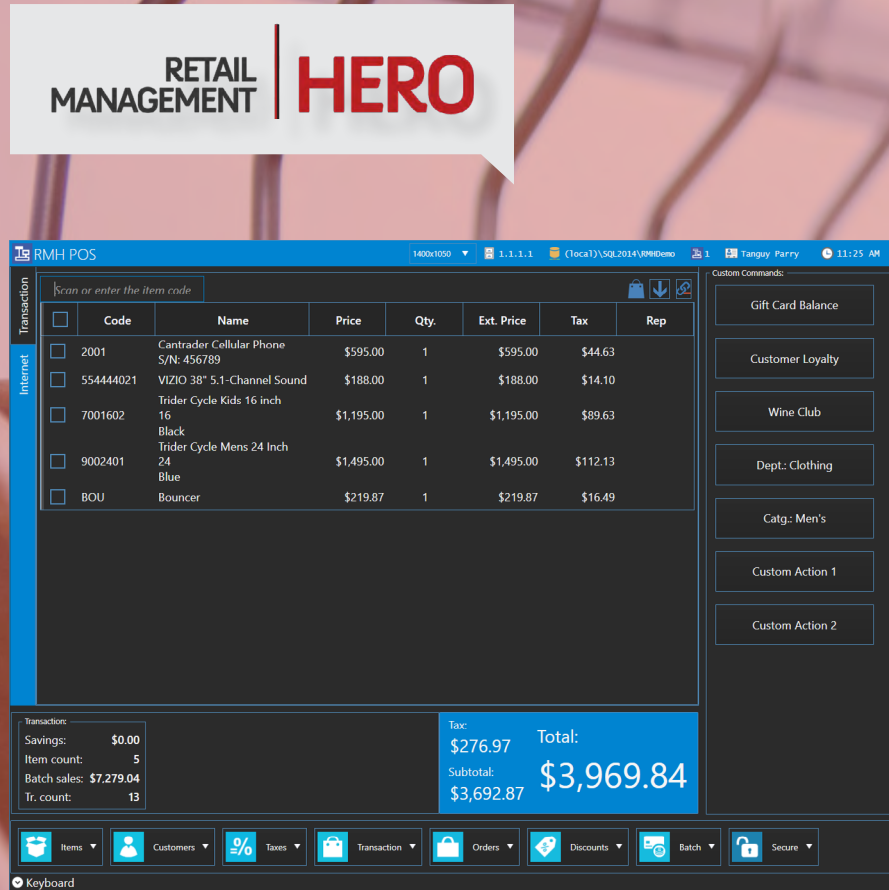 RETAIL
MANAGEMENT
HERO
RMH POS
1400x1050
1.1.1.1
(local)\SQL2014\RMHDemo
1
Tanguy Parry
11:25 AM
Transaction
Internet
Scan or enter the item code
Code Name Price Qty. Ext. Price Tax Rep
2001 Cantrader Cellular Phone $595.00 1 $595.00 $44.63
S/N: 456789
554444021 VIZIO 38" 5.1-Channel Sound $188.00 1 $188.00 $14.10
Trider Cycle Kids 16 inch
7001602 16 $1,195.00 1 $1,195.00 $89.63
Black
Trider Cycle Mens 24 Inch
9002401 24 $1,495.00 1 $1,495.00 $112.13
Blue
BOU Bouncer $219.87 1 $219.87 $16.49
Custom Commands:
Gift Card Balance
Customer Loyalty
Wine Club
Dept.: Clothing
Catg.: Men's
Custom Action 1
Custom Action 2
Transaction:
Savings: $0.00
Item count: 5
Batch sales: $7,279.04
Tr. count: 13
Tax:
$276.97
Subtotal:
$3,692.87
Total:
$3,969.84
Items
Customers
Taxes
Transaction
Orders
Discounts
Batch
Secure
Keyboard